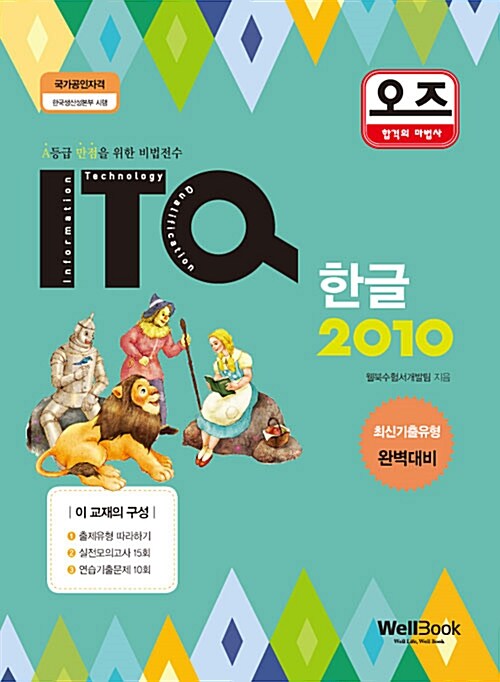 국가공인자격
한국생산성본부 시행
오즈
합격의 마법사
A등급 만점을 위한 비법전수
ITQ
Information
Technology
Qualification
한글
2010
웰북수험서개발팀 지음
최신기출유형
완벽대비
이 교재의 구성
1 출제유형 따라하기
2 실전모의고사 15회
3 연습기출문제 10회
WellBook
Well Life, Well Book